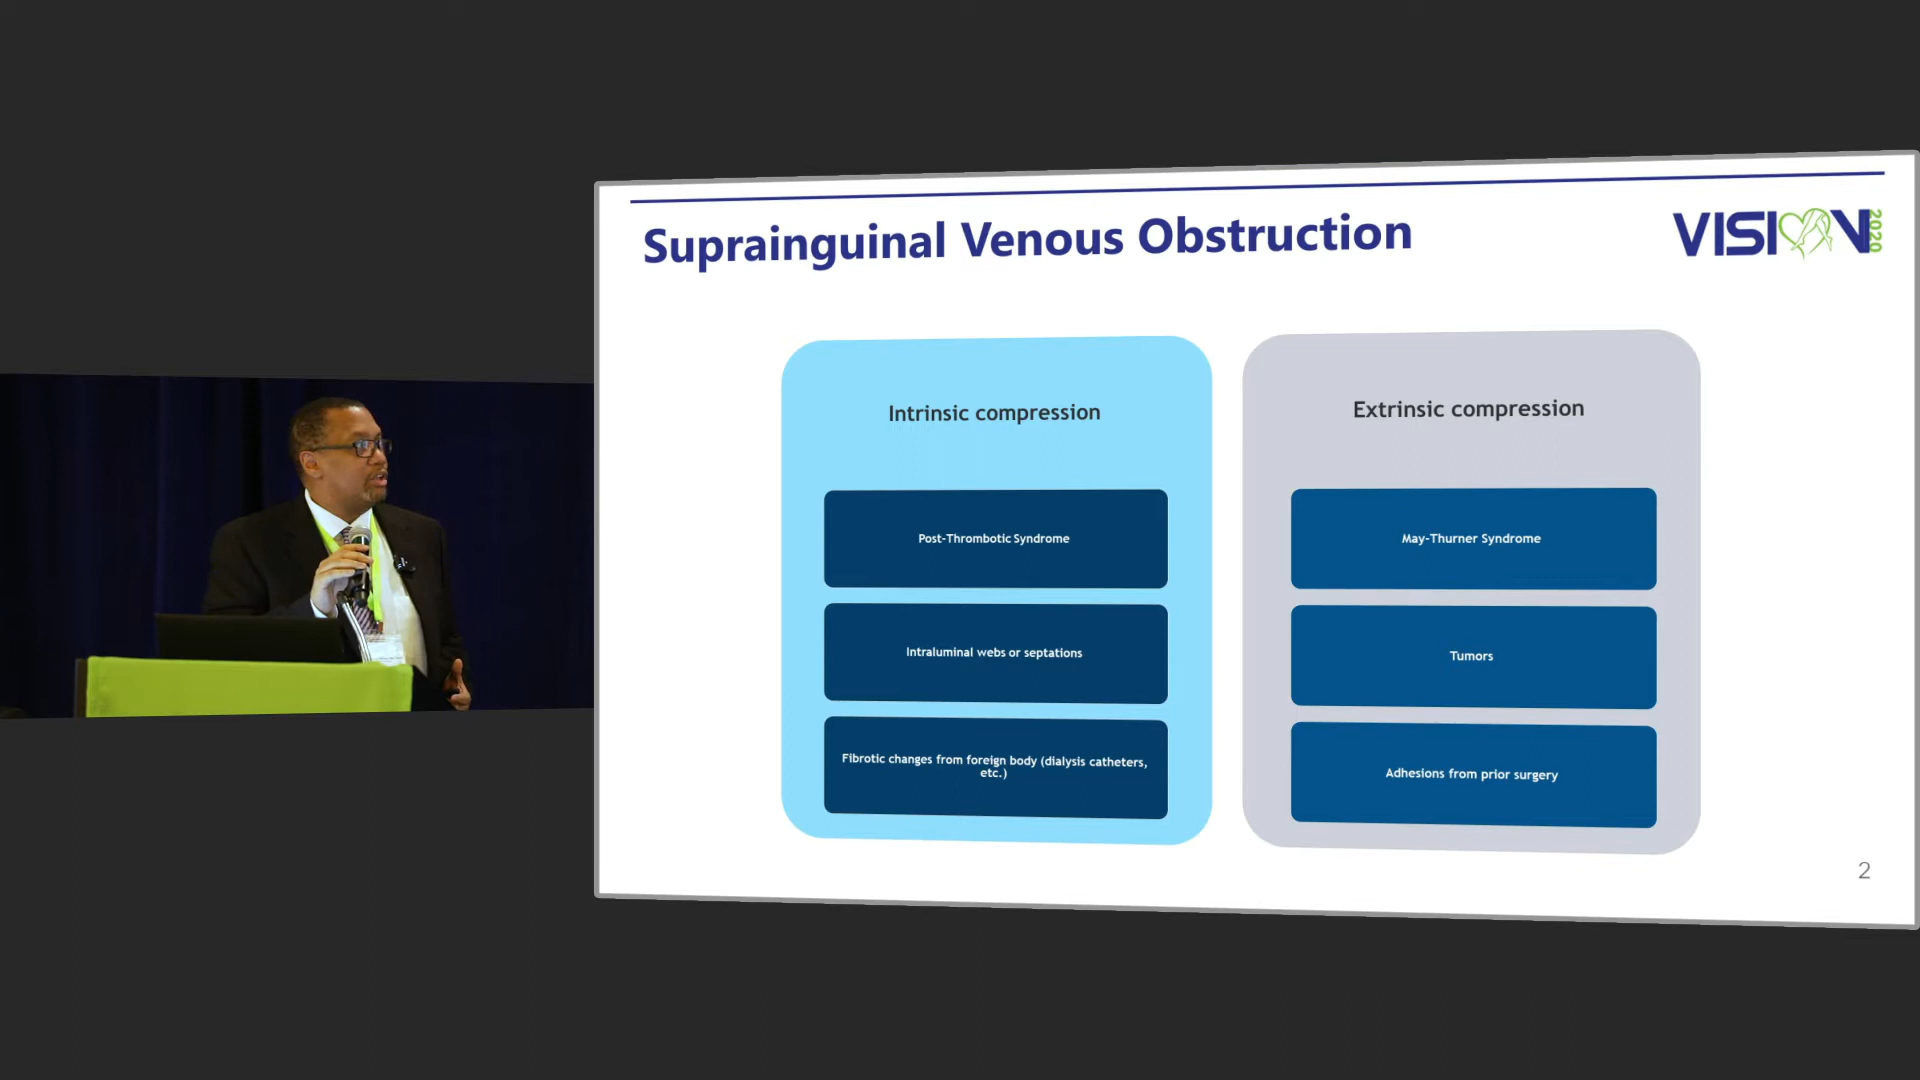 Suprainguinal Venous Obstruction
VISION 2020
Intrinsic compression
Post-Thrombotic Syndrome
Intraluminal webs or septations
Fibrotic changes from foreign body (dialysis catheters,
etc.)
Extrinsic compression
May-Thurner Syndrome
Tumors
Adhesions from prior surgery
2